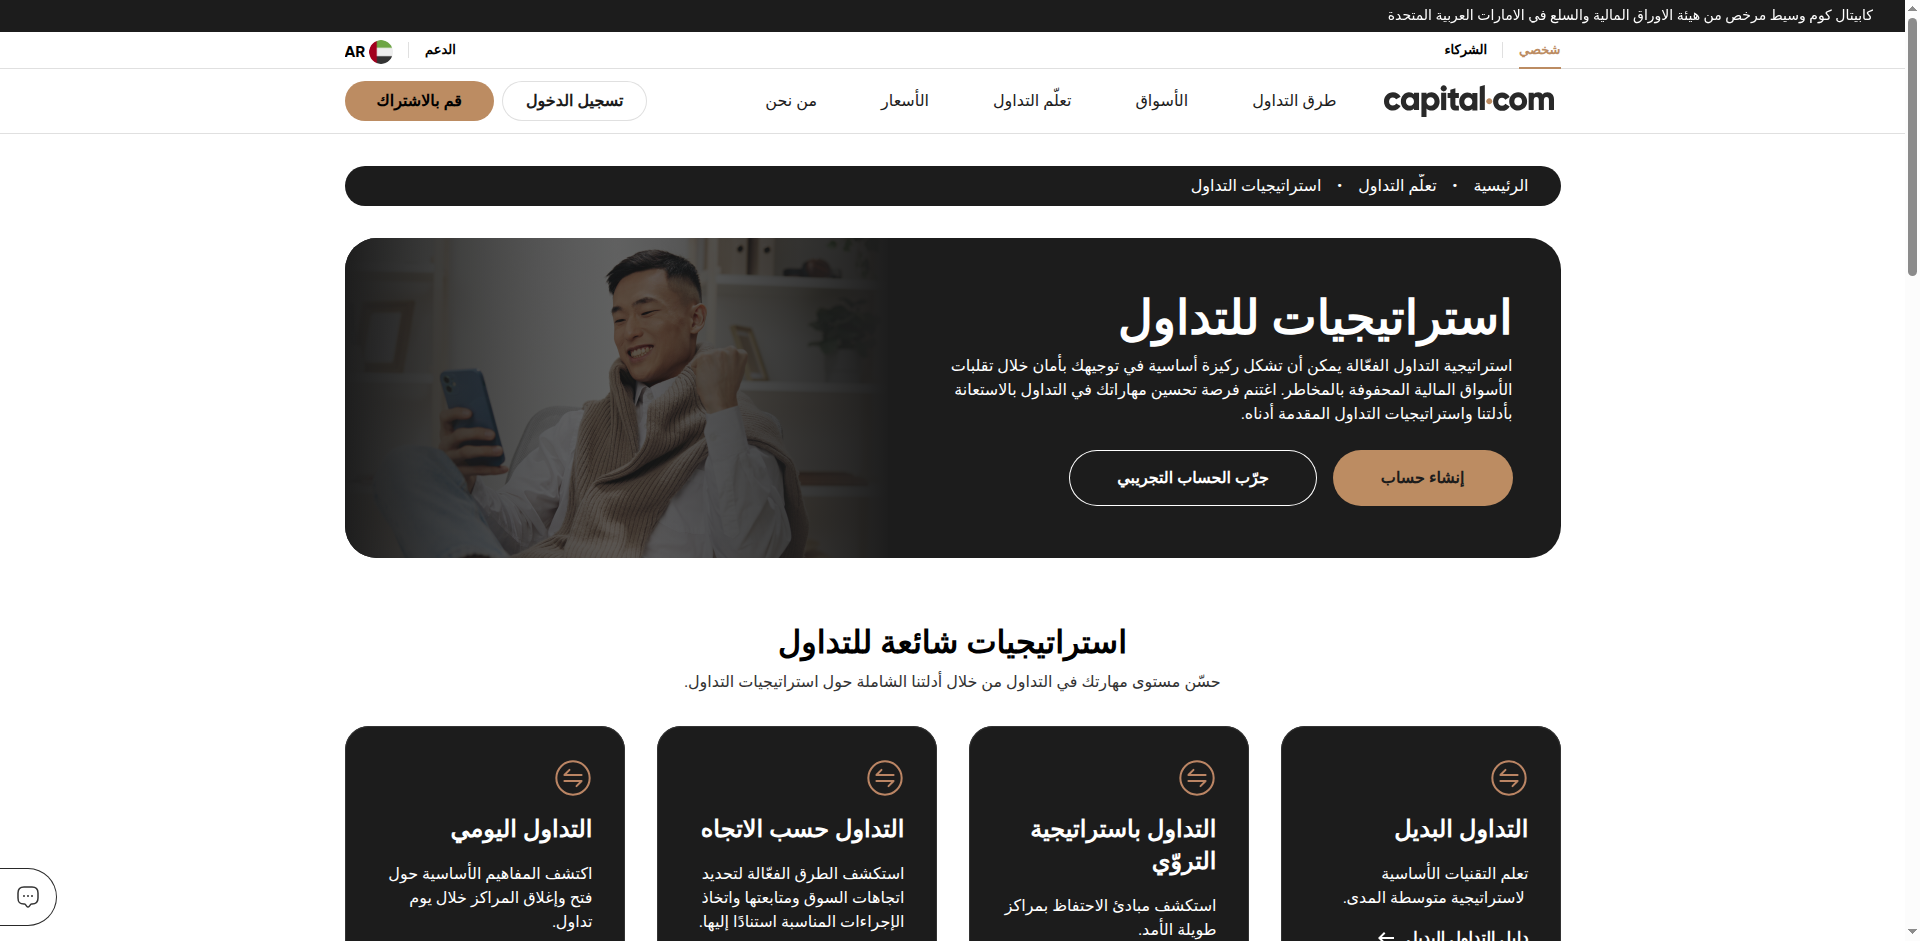 كابيتال كوم وسيط مرخص من هيئة الاوراق المالية والسلع في الامارات العربية المتحدة
شخصي
الشركاء
الدعم
AR
capital.com
طرق التداول
الأسواق
تعلّم التداول
الأسعار
من نحن
تسجيل الدخول
قم بالاشتراك
الرئيسية • تعلّم التداول • استراتيجيات التداول
استراتيجيات للتداول
استراتيجية التداول الفعّالة يمكن أن تشكل ركيزة أساسية في توجيهك بأمان خلال تقلبات
الأسواق المالية المحفوفة بالمخاطر. اغتنم فرصة تحسين مهاراتك في التداول بالاستعانة
بأدلتنا واستراتيجيات التداول المقدمة أدناه.
إنشاء حساب
جرّب الحساب التجريبي
استراتيجيات شائعة للتداول
حسّن مستوى مهارتك في التداول من خلال أدلتنا الشاملة حول استراتيجيات التداول.
التداول البديل
تعلم التقنيات الأساسية
لاستراتيجية متوسطة المدى.
دليل التداول البديل
التداول باستراتيجية
التروّي
استكشف مبادئ الاحتفاظ بمراكز
طويلة الأمد.
التداول حسب الاتجاه
استكشف الطرق الفعّالة لتحديد
اتجاهات السوق ومتابعتها واتخاذ
الإجراءات المناسبة استنادًا إليها.
التداول اليومي
اكتشف المفاهيم الأساسية حول
فتح وإغلاق المراكز خلال يوم
تداول.